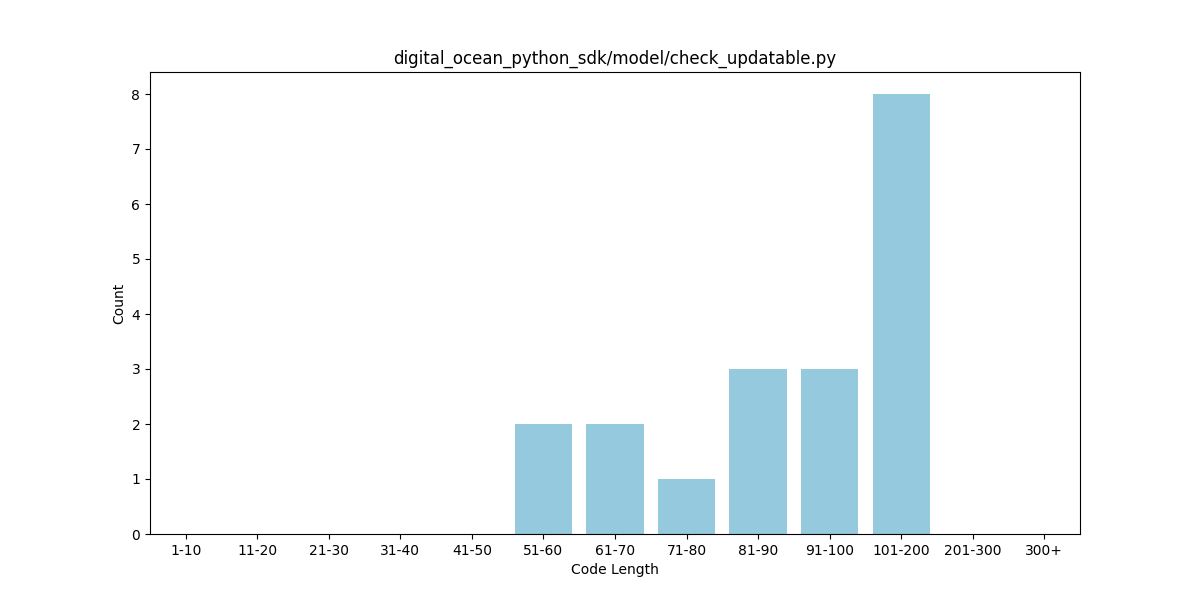 digital_ocean_python_sdk/model/check_updatable.py
8
7
6
5
4
3
2
1
0
Count
1-10 11-20 21-30 31-40 41-50 51-60 61-70 71-80 81-90 91-100 101-200 201-300 300+
Code Length